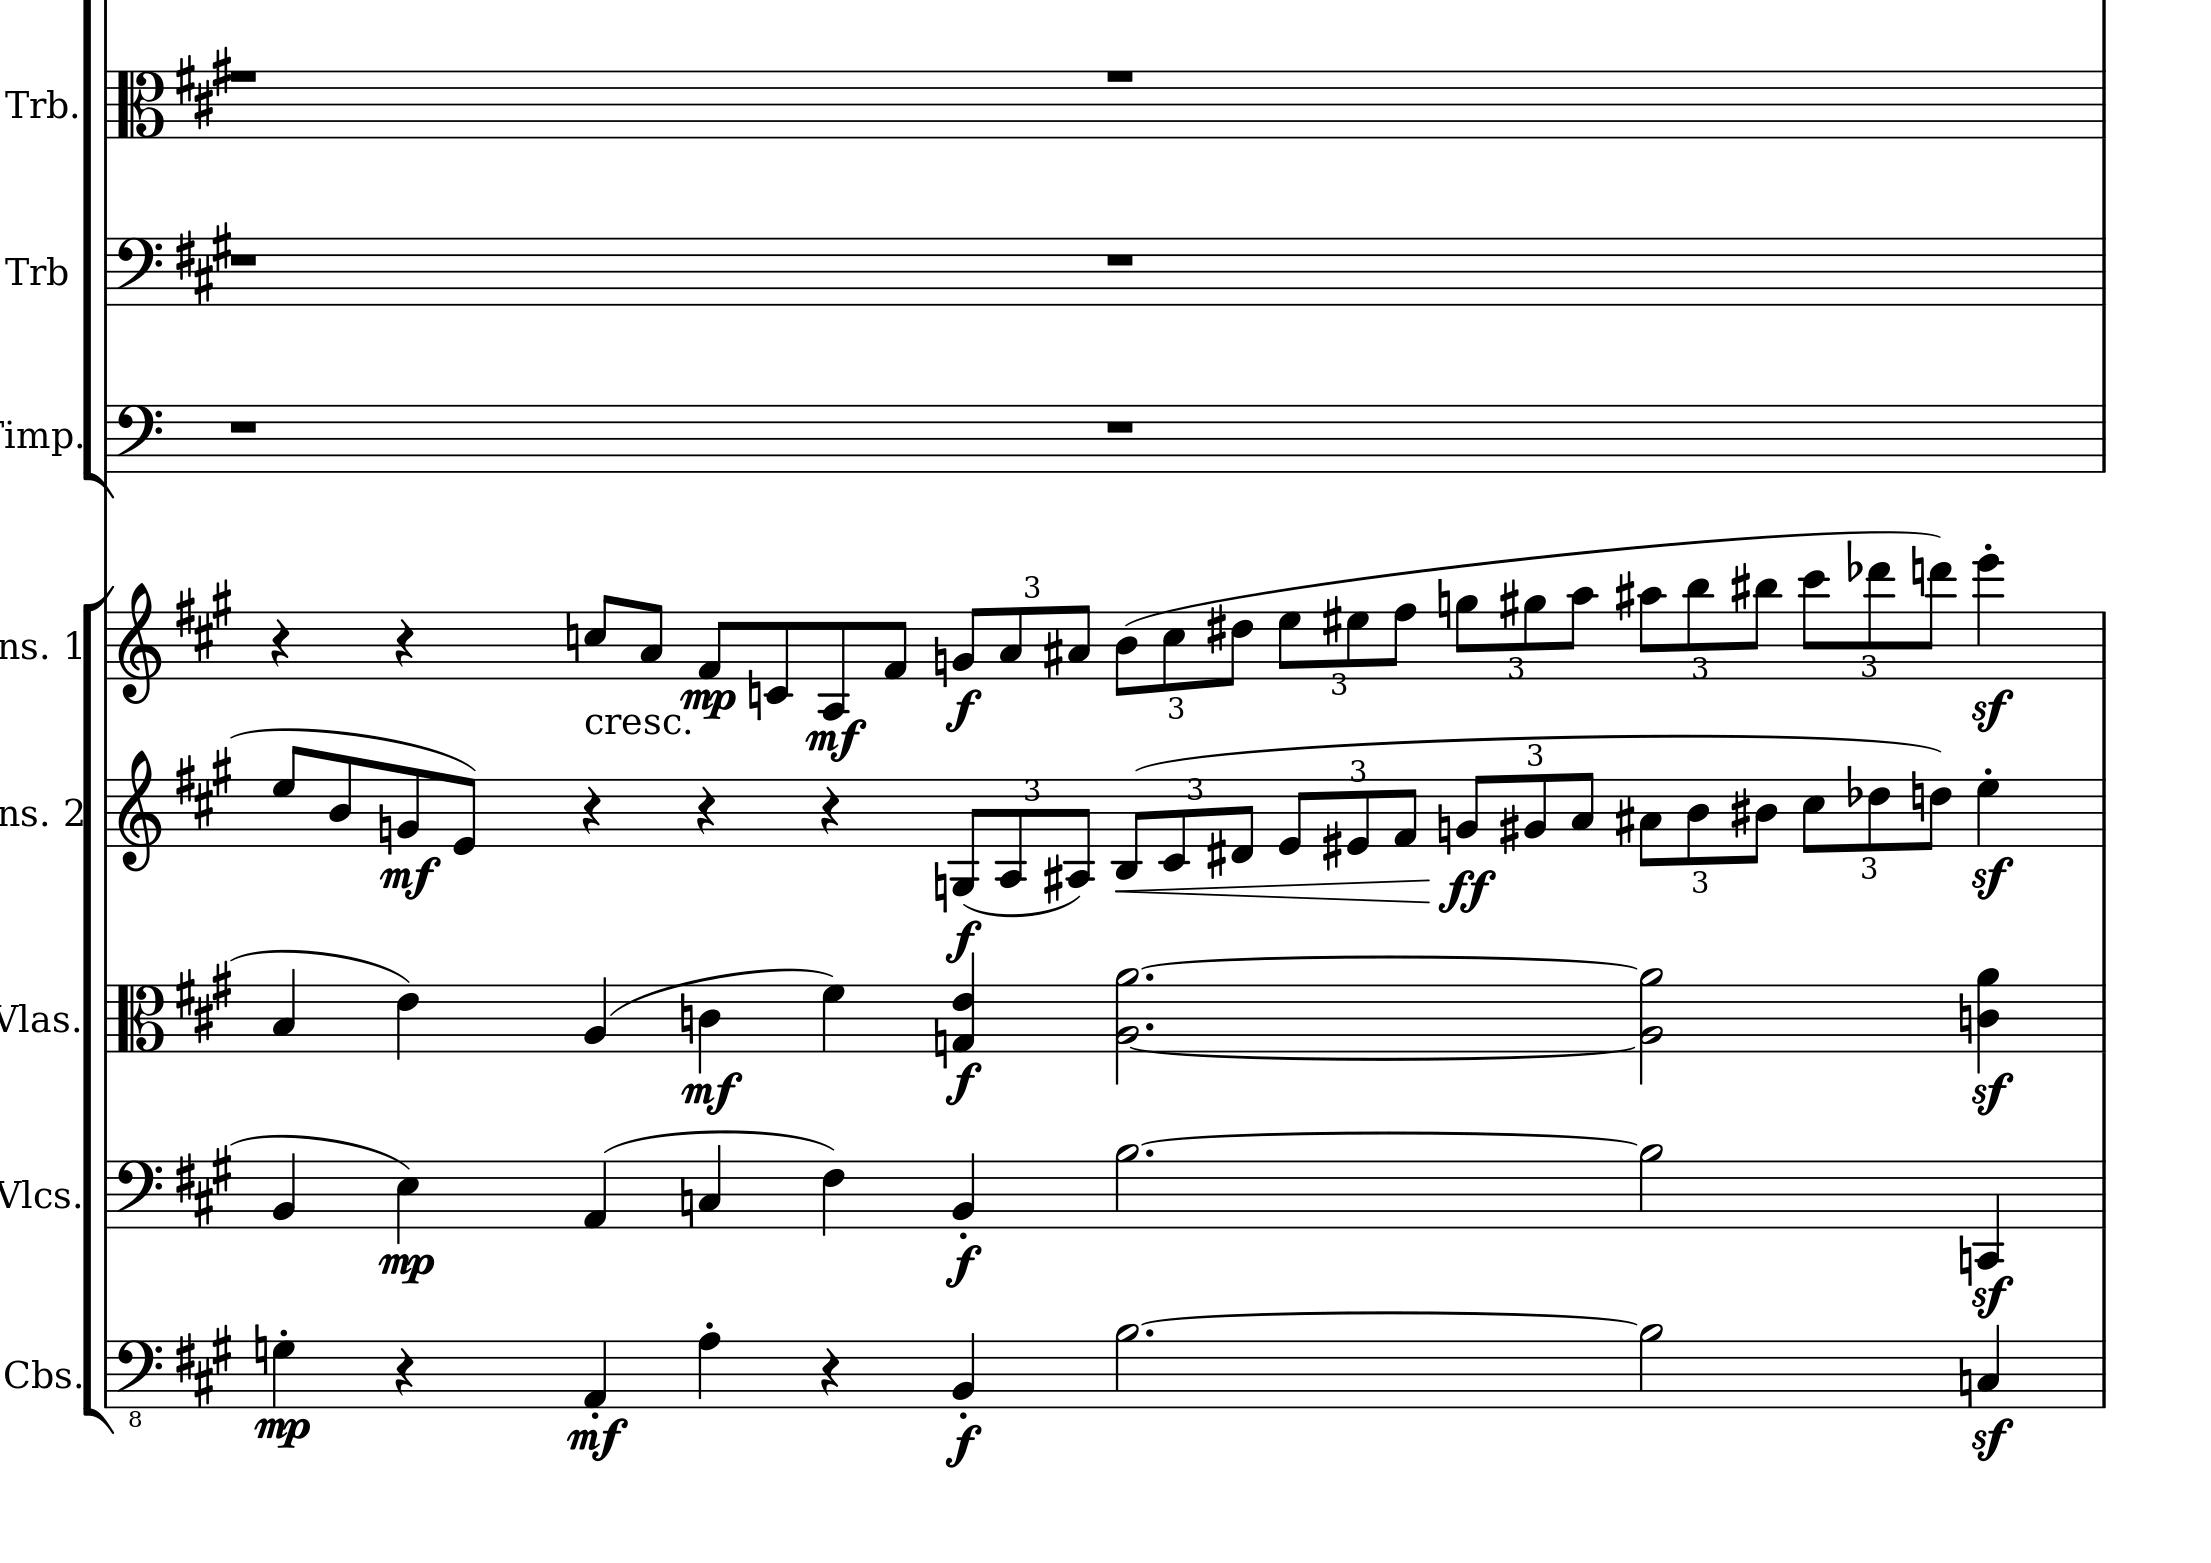 Trb.
Trb
imp.
3
ns. 1
3
3
3
3
3
mp
f
sf
cresc.
mf
3
3
3
3
ns. 2
3
3
mf
ff
sf
f
Vlas.
mf
f
sf
Vlcs.
mp
f
sf
Cbs.
8
mp
mf
f
sf